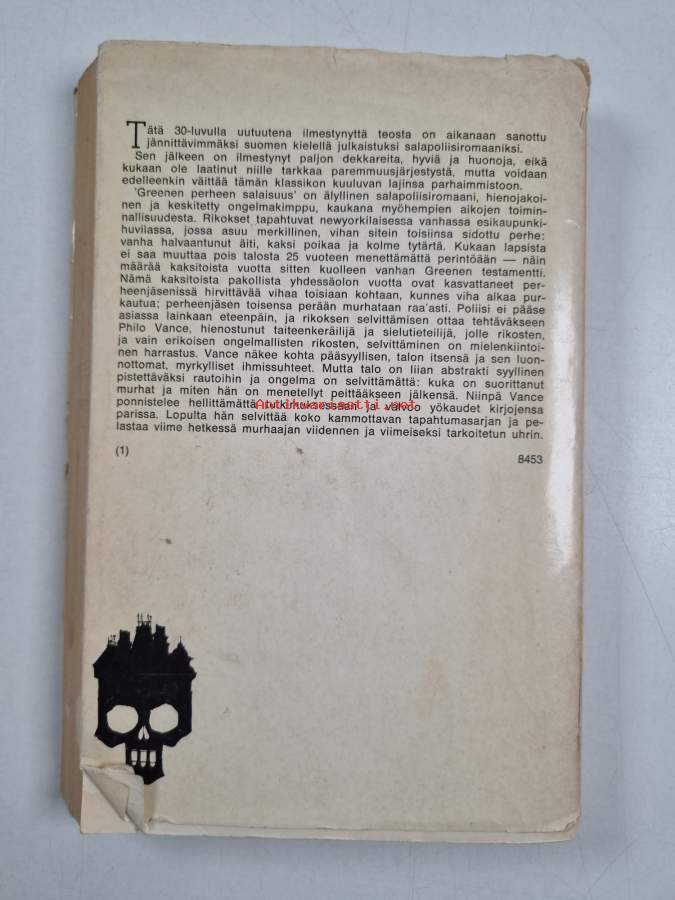 Tätä 30-luvulla uutuutena ilmestynyttä teosta on aikanaan sanottu
jännittävimmäksi suomen kielellä julkaistuksi salapoliisiromaaniksi.
Sen jälkeen on ilmestynyt paljon dekkareita, hyviä ja huonoja, eikä
kukaan ole laatinut niille tarkkaa paremmuusjärjestystä, mutta voidaan
edelleenkin väittää tämän klassikon kuuluvan lajinsa parhaimmistoon.
'Greenen perheen salaisuus' on älyllinen salapoliisiromaani, hienojakoi-
nen ja keskitetty ongelmakimppu, kaukana myöhempien aikojen toimin-
nallisuudesta. Rikokset tapahtuvat newyorkilaisessa vanhassa esikaupunki-
huvilassa, jossa asuu merkillinen, vihan sitein toisiinsa sidottu perhe:
vanha halvaantunut äiti, kaksi poikaa ja kolme tytärtä. Kukaan lapsista
ei saa muuttaa pois talosta 25 vuoteen menettämättä perintöään — näin
määrää kaksitoista vuotta sitten kuolleen vanhan Greenen testamentti.
Nämä kaksitoista pakollista yhdessäolon vuotta ovat kasvattaneet per-
heenjäsenissä hirvittävää vihaa toisiaan kohtaan, kunnes viha alkaa pur-
kautua; perheenjäsen toisensa perään murhataan raa'asti. Poliisi ei pääse
asiassa lainkaan eteenpäin, ja rikoksen selvittämisen ottaa tehtäväkseen
Philo Vance, hienostunut taiteenkeräilijä ja sielutieteilijä, jolle rikosten,
ja vain erikoisen ongelmallisten rikosten, selvittäminen on mielenkiintoi-
nen harrastus. Vance näkee kohta pääsyyllisen, talon itsensä ja sen luon-
nottomat, myrkylliset ihmissuhteet. Mutta talo on liian abstrakti syyllinen
pistettäväksi rautoihin ja ongelma on selvittämättä: kuka on suorittanut
murhat ja miten hän on menetellyt peittääkseen jälkensä. Niinpä Vance
ponnistelee hellittämättä tutkimuksessaan ja valvoo yökaudet kirjojensa
Antikvariaatti.net
parissa. Lopulta hän selvittää koko kammottavan tapahtumasarjan ja pe-
lastaa viime hetkessä murhaajan viidennen ja viimeiseksi tarkoitetun uhrin.
(1) 8453